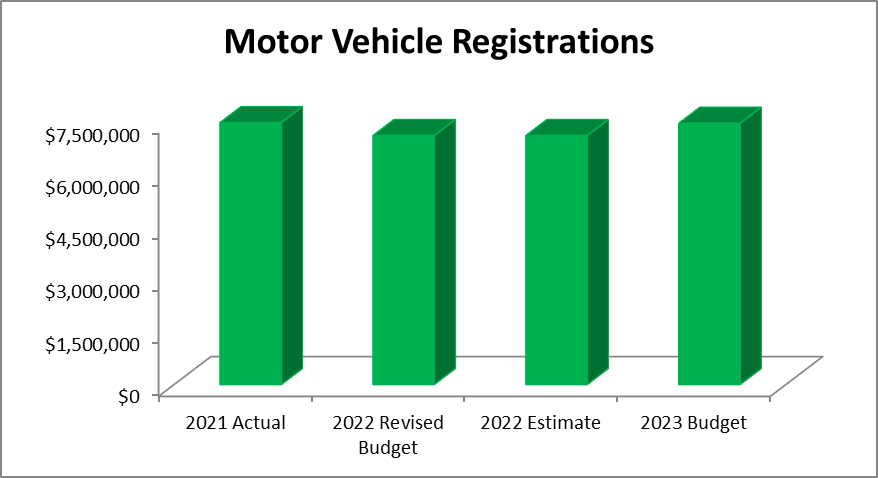 Motor Vehicle Registrations
$7,500,000
$6,000,000
$4,500,000
$3,000,000
$1,500,000
$0
2021 Actual
2022 Revised
Budget
2022 Estimate
2023 Budget